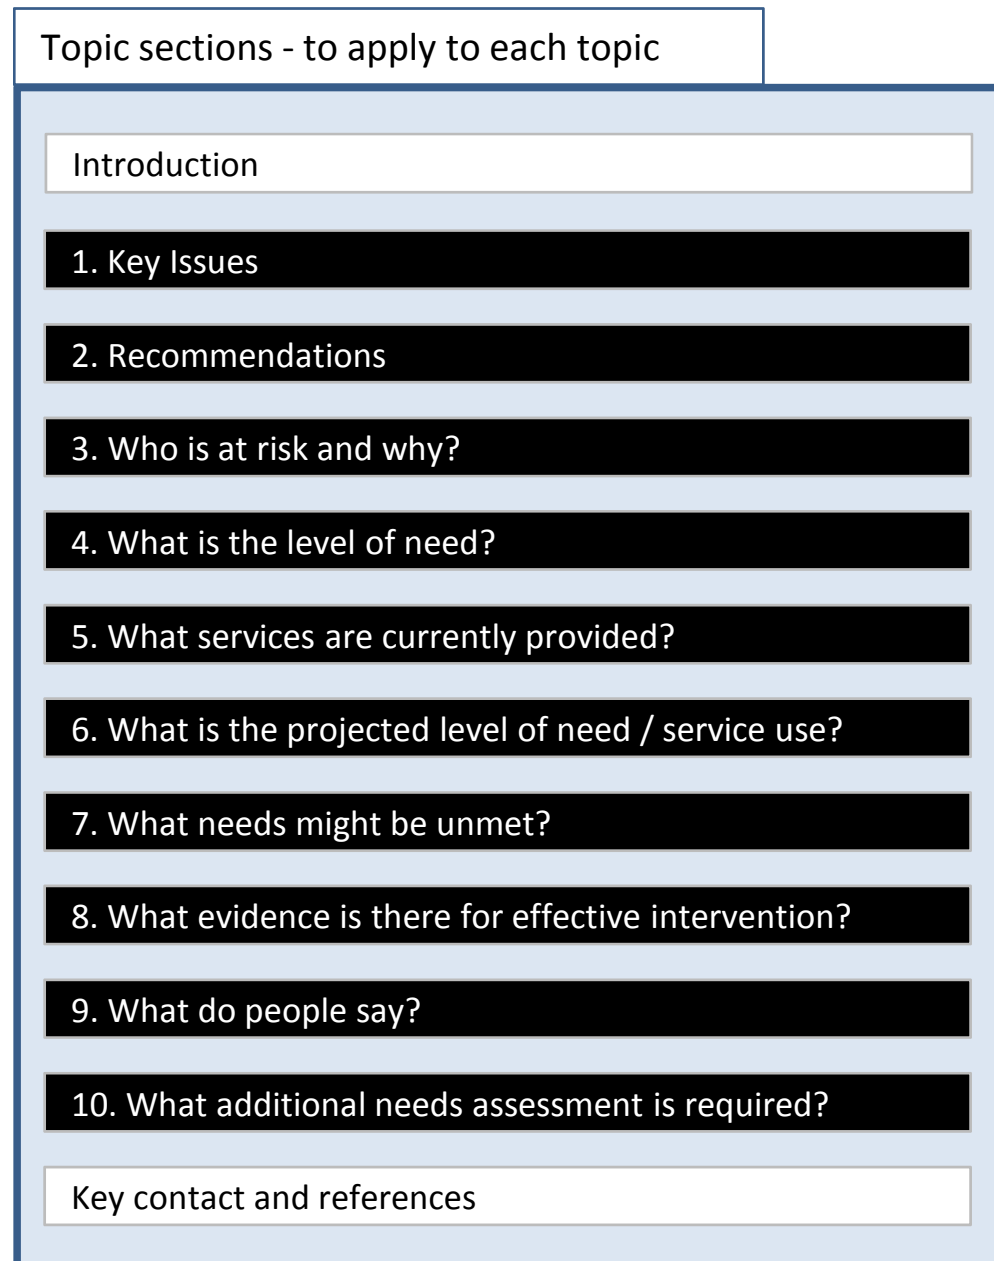 Topic sections - to apply to each topic
Introduction
1. Key Issues
2. Recommendations
3. Who is at risk and why?
4. What is the level of need?
5. What services are currently provided?
6. What is the projected level of need / service use?
7. What needs might be unmet?
8. What evidence is there for effective intervention?
9. What do people say?
10. What additional needs assessment is required?
Key contact and references